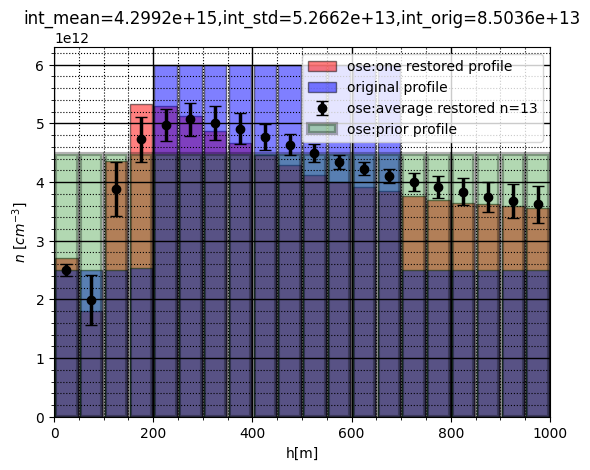 int_mean=4.2992e+15,int_std=5.2662e+13,int_orig=8.5036e+13
1e12
ose:one restored profile
original profile
ose:average restored n=13
ose:prior profile
6
5
4
3
2
1
0
n [cm⁻³]
0 200 400 600 800 1000
h[m]